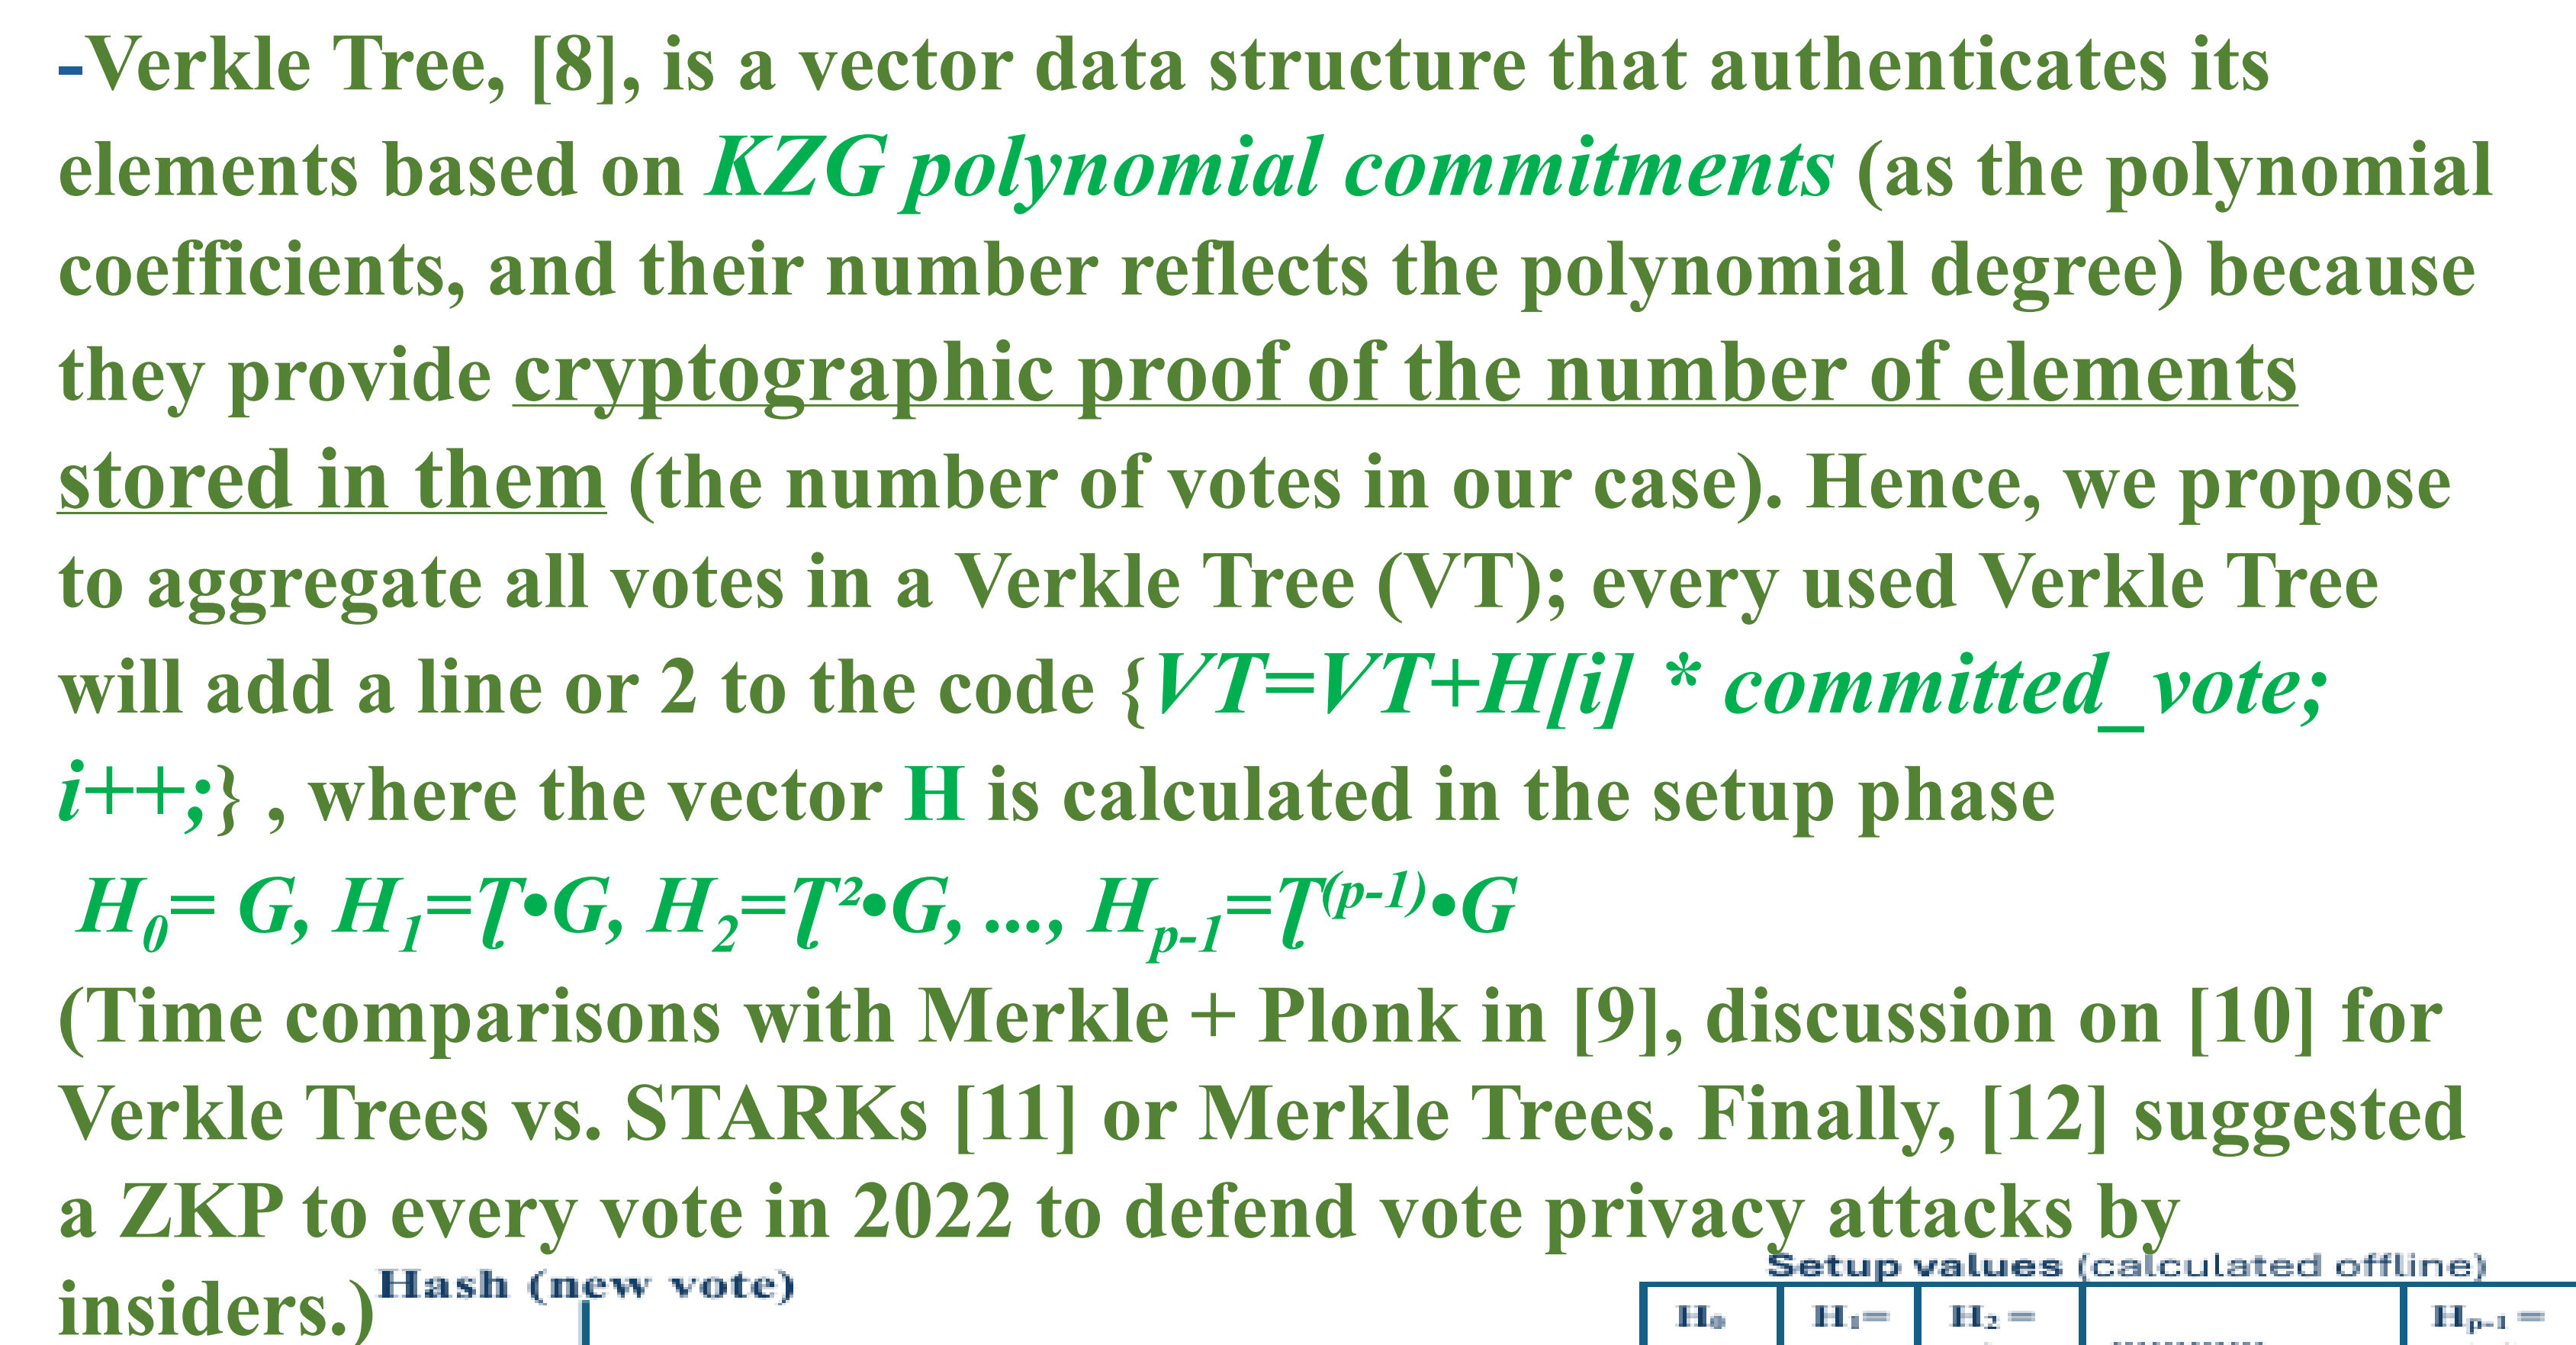 -Verkle Tree, [8], is a vector data structure that authenticates its
elements based on KZG polynomial commitments (as the polynomial
coefficients, and their number reflects the polynomial degree) because
they provide cryptographic proof of the number of elements
stored in them (the number of votes in our case). Hence, we propose
to aggregate all votes in a Verkle Tree (VT); every used Verkle Tree
will add a line or 2 to the code {VT=VT+H[i] * committed_vote;
i++;} , where the vector H is calculated in the setup phase
H₀= G, H₁=Ʈ•G, H₂=Ʈ²•G, ..., Hₚ₋₁=Ʈ⁽ᵖ⁻¹⁾•G
(Time comparisons with Merkle + Plonk in [9], discussion on [10] for
Verkle Trees vs. STARKs [11] or Merkle Trees. Finally, [12] suggested
a ZKP to every vote in 2022 to defend vote privacy attacks by
insiders.)
Hash (new vote)
Setup values (calculated offline)
H₀ H₁= H₂ = Hₚ₋₁ =